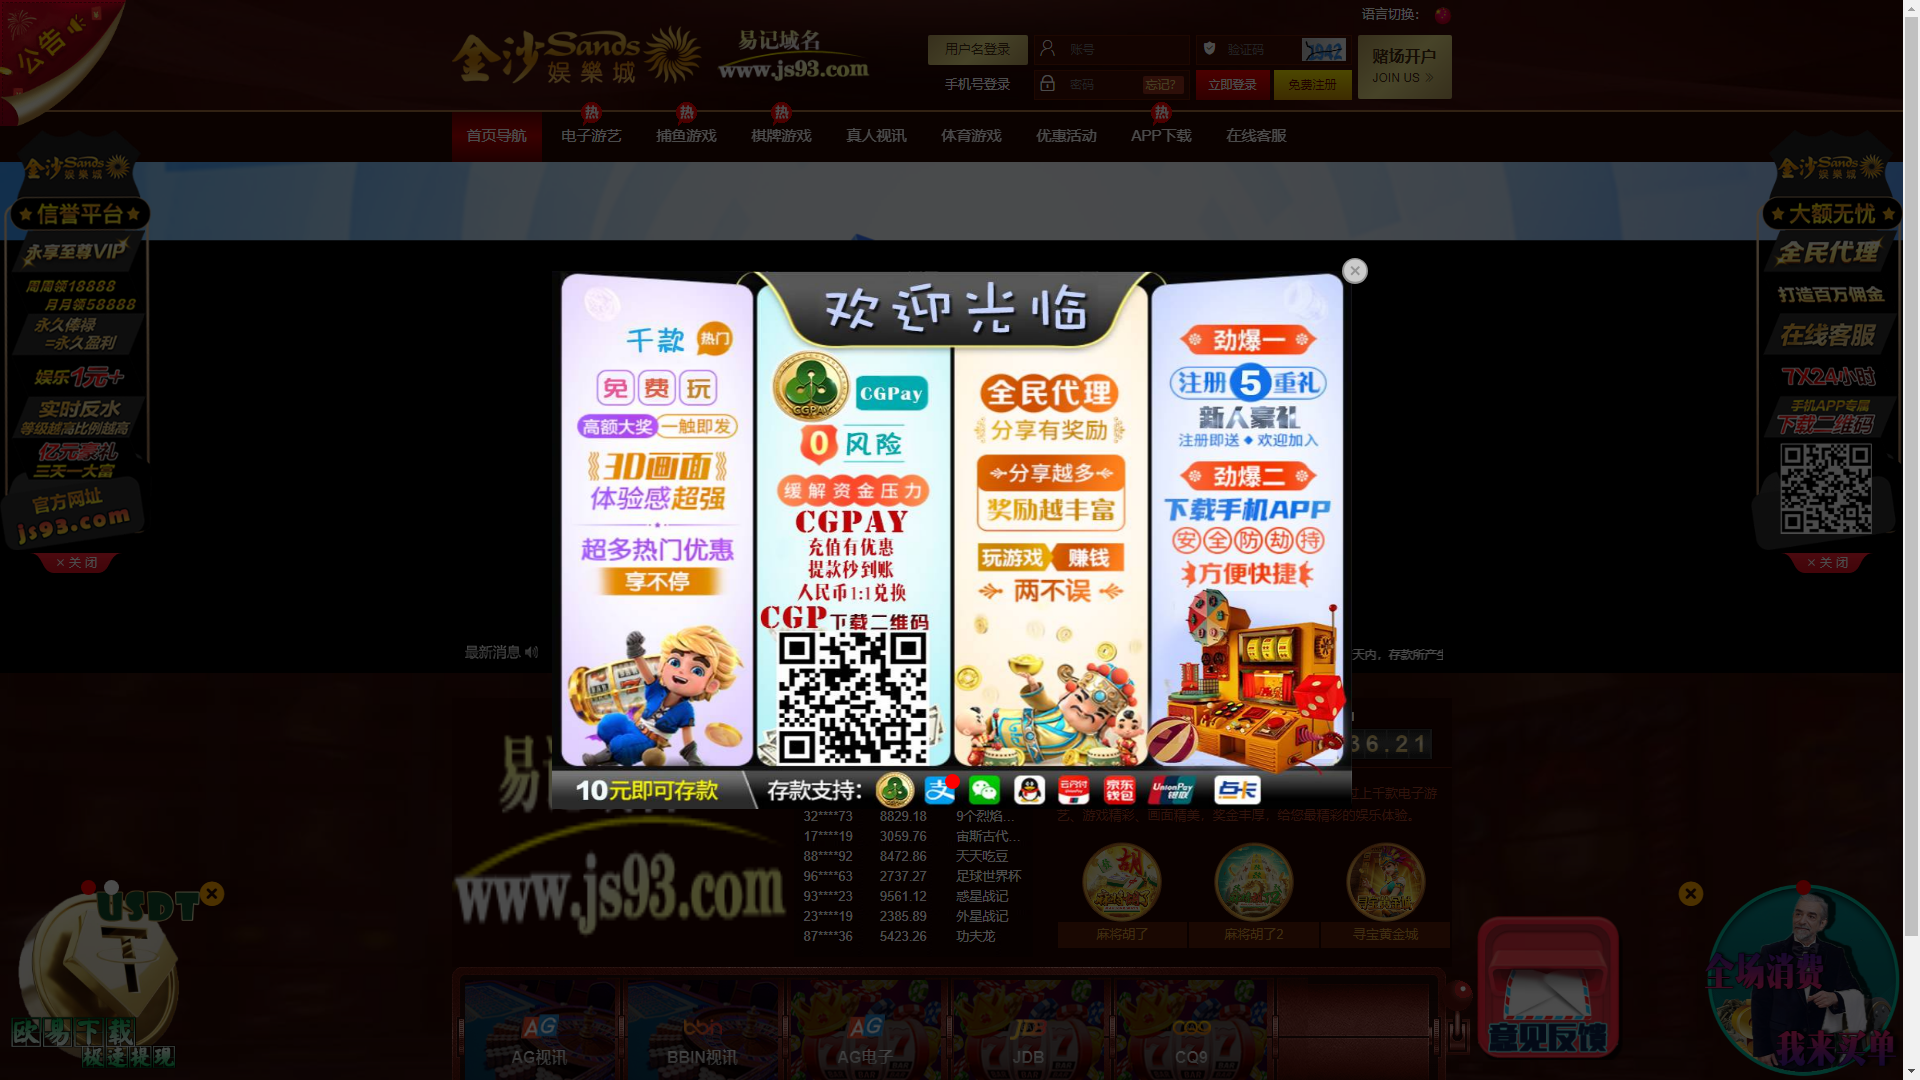 公告
金沙Sands
娱樂城
易记域名
www.js93.com
语言切换：
用户名登录
账号
验证码
手机号登录
密码
忘记?
立即登录
免费注册
赌场开户
JOIN US
首页导航
热
电子游艺
热
捕鱼游戏
热
棋牌游戏
真人视讯
体育游戏
优惠活动
热
APP下载
在线客服
金沙Sands
娱樂城
信誉平台
永享至尊VIP
周周领18888
月月领58888
永久俸禄
=永久盈利
娱乐1元+
实时反水
等级越高比例越高
亿元豪礼
三天一大富
官方网址
js93.com
× 关 闭
金沙Sands
娱樂城
大额无忧
全民代理
打造百万佣金
在线客服
7X24小时
手机APP专属
下载二维码
× 关 闭
欢迎光临
千款 热门
免费玩
高额大奖 一触即发
3D画面
体验感超强
超多热门优惠
享不停
CGPAY
CGPay
0风险
缓解资金压力
CGPAY
充值有优惠
提款秒到账
人民币1:1兑换
CGP下载二维码
全民代理
分享有奖励
分享越多
奖励越丰富
玩游戏 赚钱
两不误
劲爆一
注册5重礼
新人豪礼
注册即送◆欢迎加入
劲爆二
下载手机APP
安全防劫持
方便快捷
10元即可存款
存款支持：
云闪付
京东
钱包
UnionPay
银联
点卡
最新消息
天内，存款所产生
36.21
过上千款电子游
艺、游戏精彩、画面精美，奖金丰厚，给您最精彩的娱乐体验。
易
www.js93.com
32****73 8829.18 9个烈焰...
17****19 3059.76 宙斯古代...
88****92 8472.86 天天吃豆
96****63 2737.27 足球世界杯
93****23 9561.12 惑星战记
23****19 2385.89 外星战记
87****36 5423.26 功夫龙
麻将胡了
麻将胡了2
寻宝黄金城
USDT
欧易下载
极速提现
AG
AG视讯
bbin
BBIN视讯
AG
AG电子
JDB
JDB
CQ9
CQ9
意见反馈
全场消费
我来买单